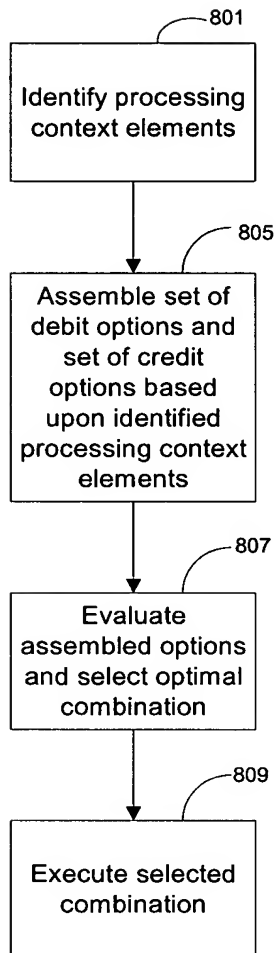 801
Identify processing
context elements
805
Assemble set of
debit options and
set of credit
options based
upon identified
processing context
elements
807
Evaluate
assembled options
and select optimal
combination
809
Execute selected
combination